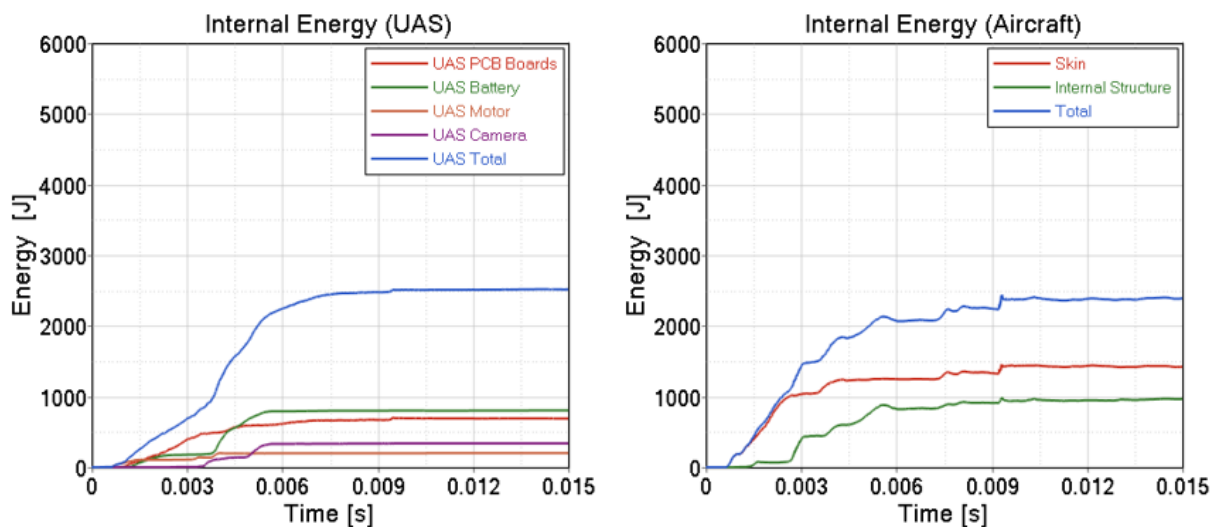 Internal Energy (UAS)
6000
5000
4000
3000
2000
1000
0
Energy [J]
UAS PCB Boards
UAS Battery
UAS Motor
UAS Camera
UAS Total
0 0.003 0.006 0.009 0.012 0.015
Time [s]
Internal Energy (Aircraft)
6000
5000
4000
3000
2000
1000
0
Energy [J]
Skin
Internal Structure
Total
0 0.003 0.006 0.009 0.012 0.015
Time [s]